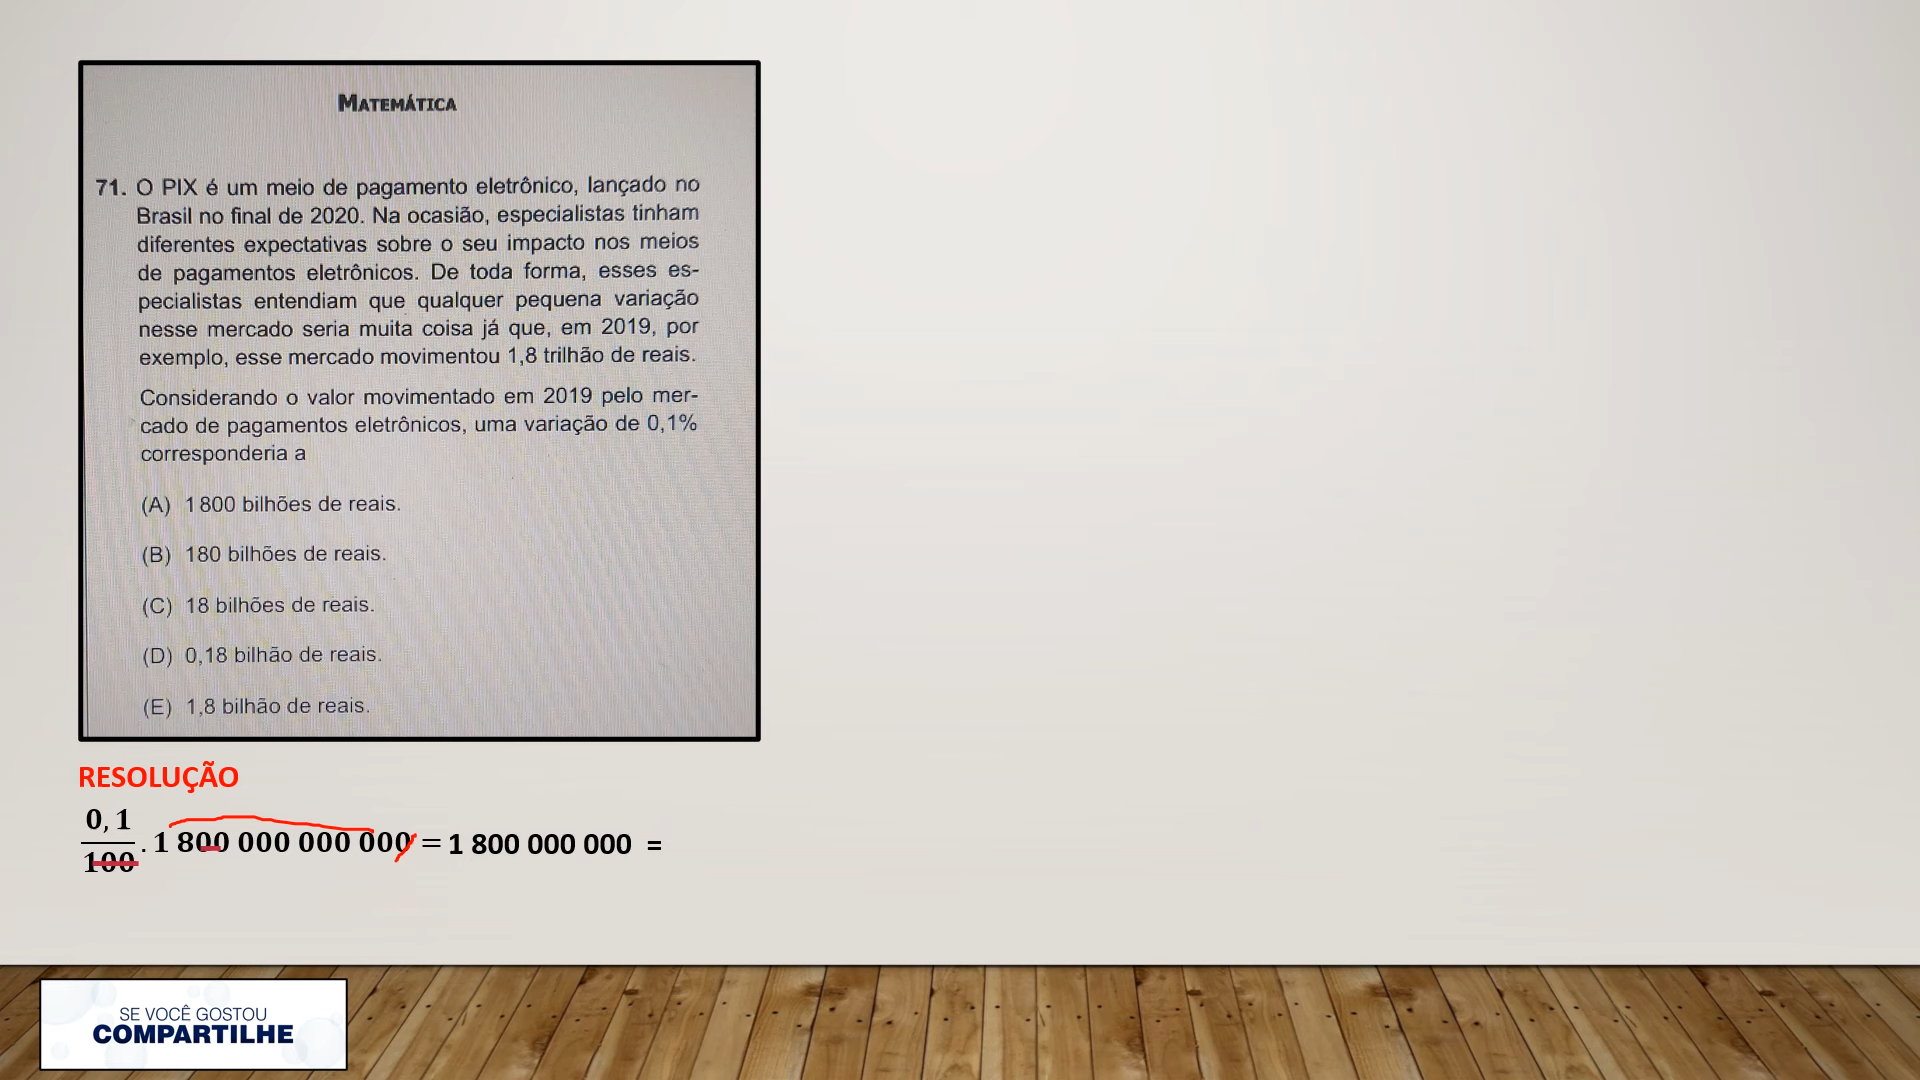 MATEMÁTICA
71. O PIX é um meio de pagamento eletrônico, lançado no
Brasil no final de 2020. Na ocasião, especialistas tinham
diferentes expectativas sobre o seu impacto nos meios
de pagamentos eletrônicos. De toda forma, esses es-
pecialistas entendiam que qualquer pequena variação
nesse mercado seria muita coisa já que, em 2019, por
exemplo, esse mercado movimentou 1,8 trilhão de reais.
Considerando o valor movimentado em 2019 pelo mer-
cado de pagamentos eletrônicos, uma variação de 0,1%
corresponderia a
(A) 1 800 bilhões de reais.
(B) 180 bilhões de reais.
(C) 18 bilhões de reais.
(D) 0,18 bilhão de reais.
(E) 1,8 bilhão de reais.
RESOLUÇÃO
0,1/100 . 1 800 000 000 000 = 1 800 000 000 =
SE VOCÊ GOSTOU
COMPARTILHE